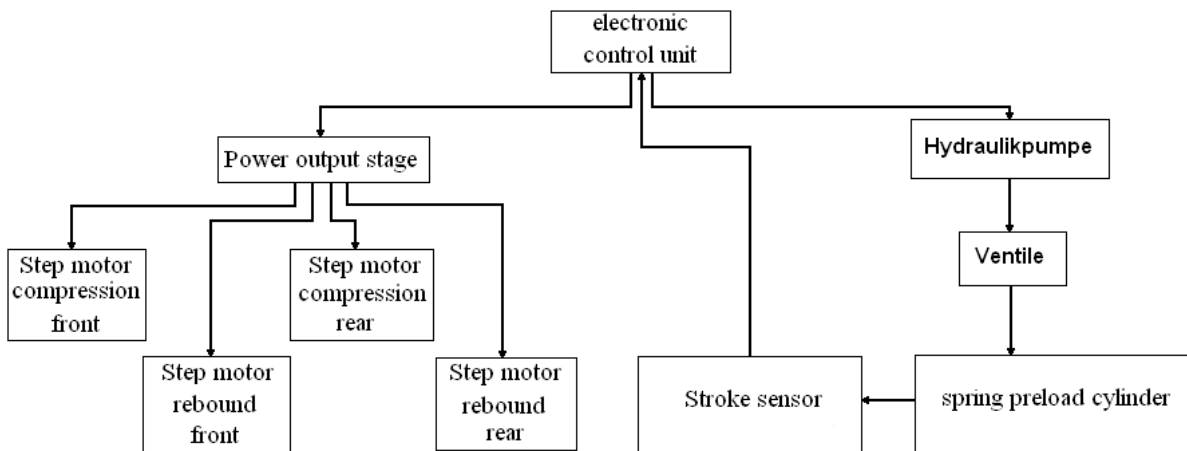 electronic
control unit
Power output stage
Hydraulikpumpe
Ventile
Step motor
compression
front
Step motor
compression
rear
Step motor
rebound
front
Step motor
rebound
rear
Stroke sensor
spring preload cylinder